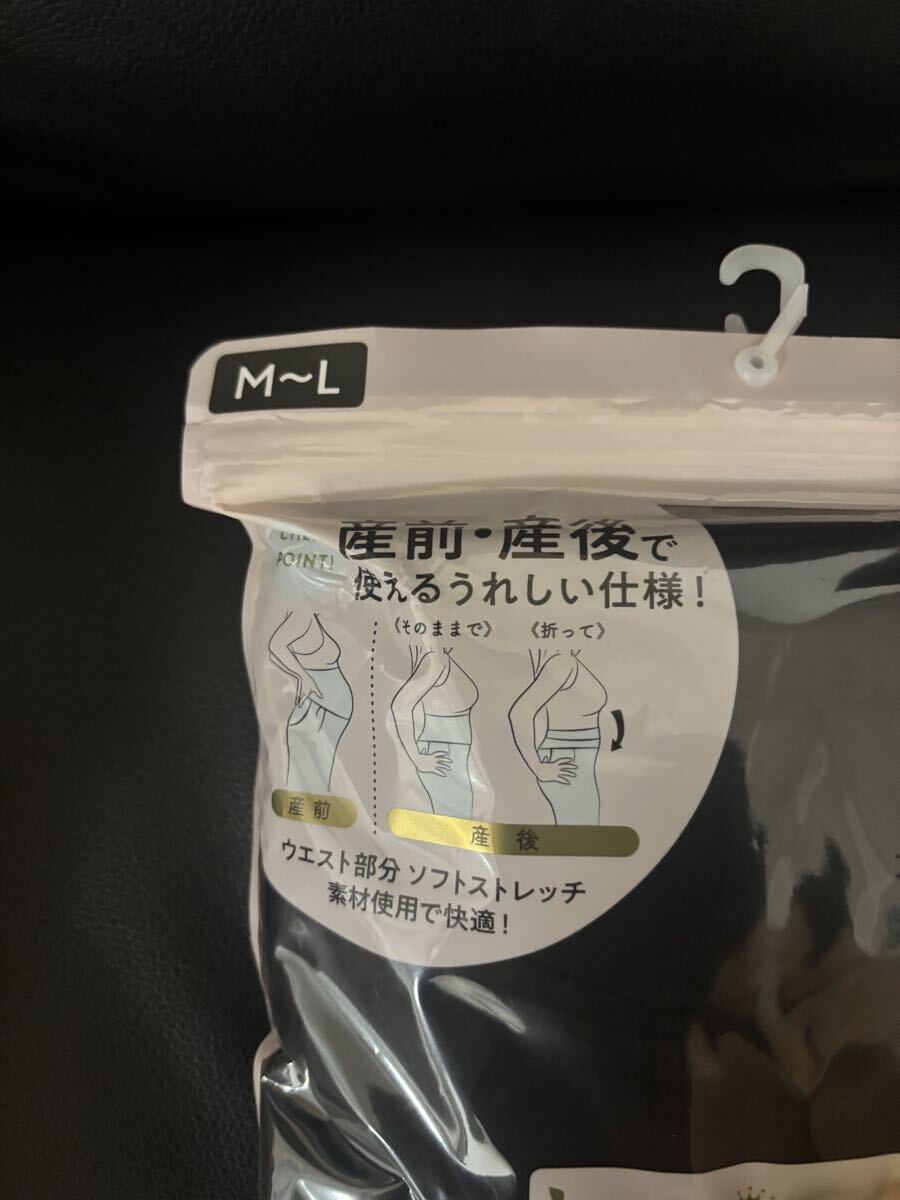 M～L
POINT!
産前・産後で
使えるうれしい仕様！
《そのままで》
《折って》
産前
産後
ウエスト部分 ソフトストレッチ
素材使用で快適！